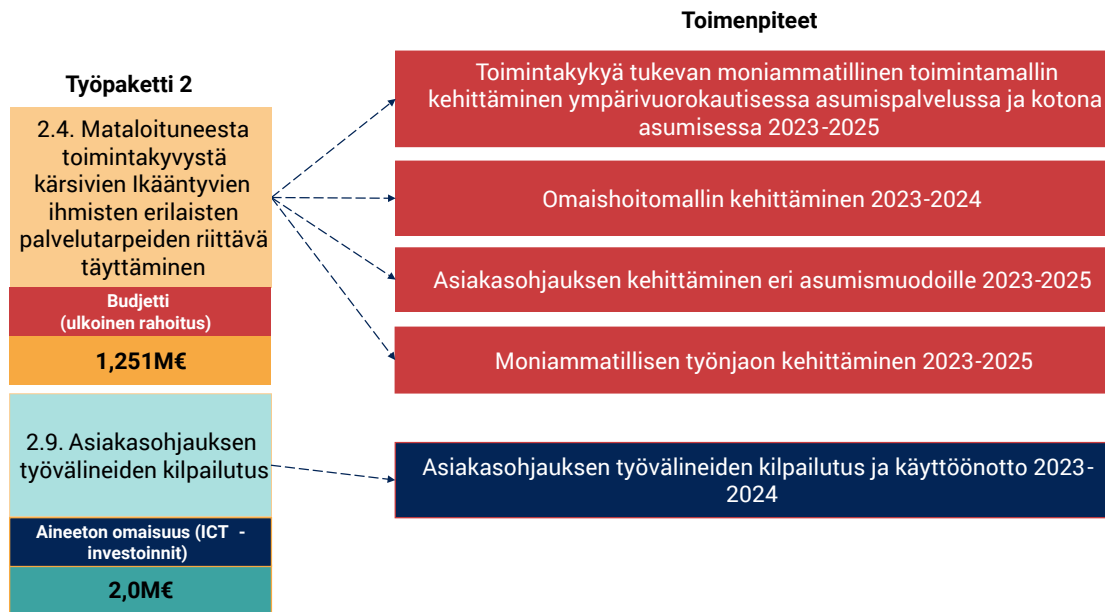 Toimenpiteet
Työpaketti 2
2.4. Mataloituneesta
toimintakyvystä
kärsivien Ikääntyvien
ihmisten erilaisten
palvelutarpeiden riittävä
täyttäminen
Budjetti
(ulkoinen rahoitus)
1,251M€
Toimintakykyä tukevan moniammatillinen toimintamallin
kehittäminen ympärivuorokautisessa asumispalvelussa ja kotona
asumisessa 2023-2025
Omaishoitomallin kehittäminen 2023-2024
Asiakasohjauksen kehittäminen eri asumismuodoille 2023-2025
Moniammatillisen työnjaon kehittäminen 2023-2025
2.9. Asiakasohjauksen
työvälineiden kilpailutus
Aineeton omaisuus (ICT -
investoinnit)
2,0M€
Asiakasohjauksen työvälineiden kilpailutus ja käyttöönotto 2023-
2024